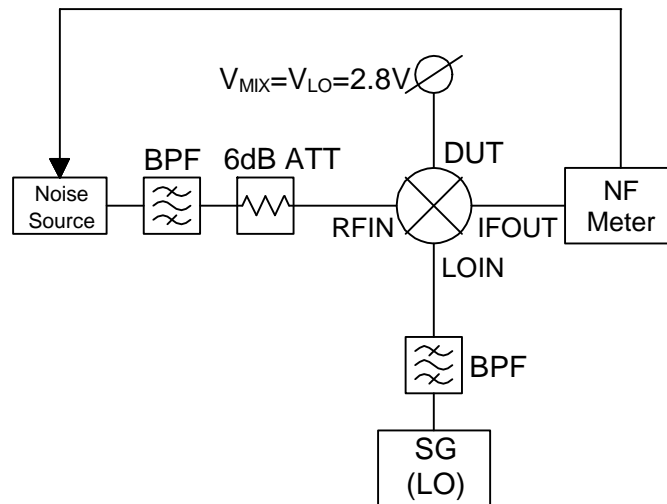 V_MIX=V_LO=2.8V
DUT
BPF
6dB ATT
Noise
Source
NF
Meter
RFIN
IFOUT
LOIN
BPF
SG
(LO)